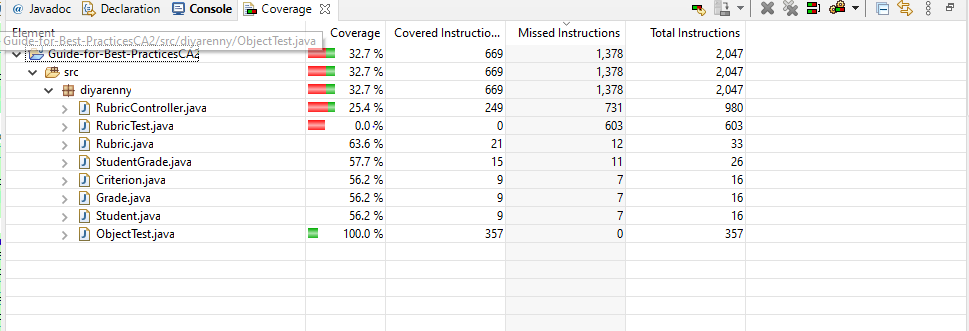 @ Javadoc Declaration Console Coverage
Element Coverage Covered Instructio... Missed Instructions Total Instructions
Guide-for-Best-PracticesCA2/src/diyarenny/ObjectTest.java
Guide-for-Best-PracticesCA2 32.7 % 669 1,378 2,047
src 32.7 % 669 1,378 2,047
diyarenny 32.7 % 669 1,378 2,047
RubricController.java 25.4 % 249 731 980
RubricTest.java 0.0 % 0 603 603
Rubric.java 63.6 % 21 12 33
StudentGrade.java 57.7 % 15 11 26
Criterion.java 56.2 % 9 7 16
Grade.java 56.2 % 9 7 16
Student.java 56.2 % 9 7 16
ObjectTest.java 100.0 % 357 0 357